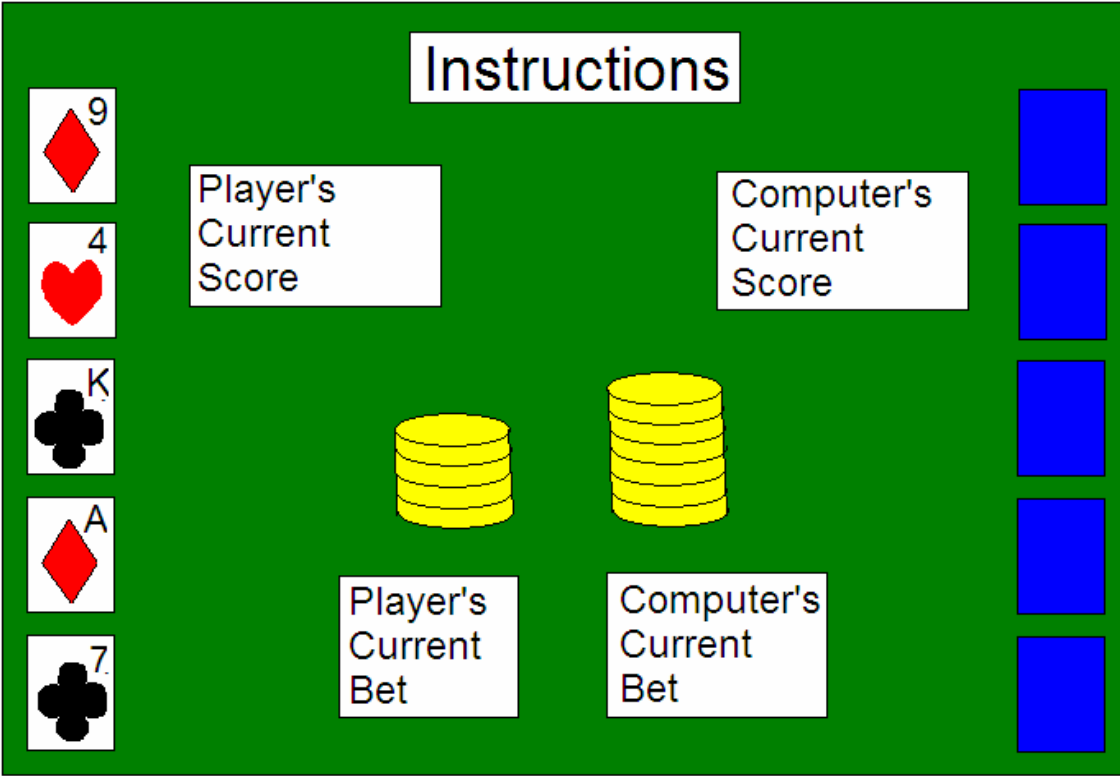 Instructions
9
4
K
A
7
Player's
Current
Score
Computer's
Current
Score
Player's
Current
Bet
Computer's
Current
Bet